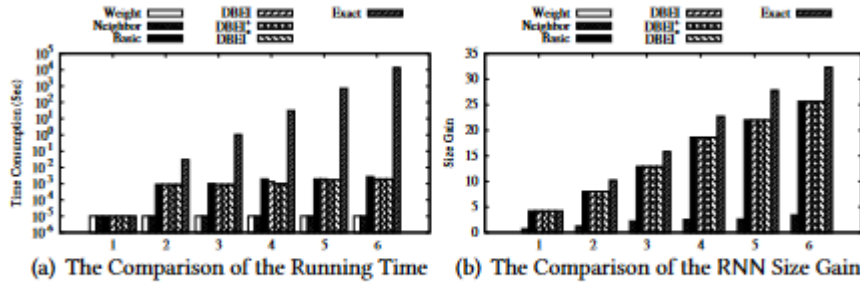 Weight DBEI Exact
Neighbor DBEI+
Basic DBEI*
Time Consumption (Sec)
10^5
10^4
10^3
10^2
10^1
10^0
10^-1
10^-2
10^-3
10^-4
10^-5
10^-6
1 2 3 4 5 6
(a) The Comparison of the Running Time
Weight DBEI Exact
Neighbor DBEI+
Basic DBEI*
Size Gain
35
30
25
20
15
10
5
0
1 2 3 4 5 6
(b) The Comparison of the RNN Size Gain